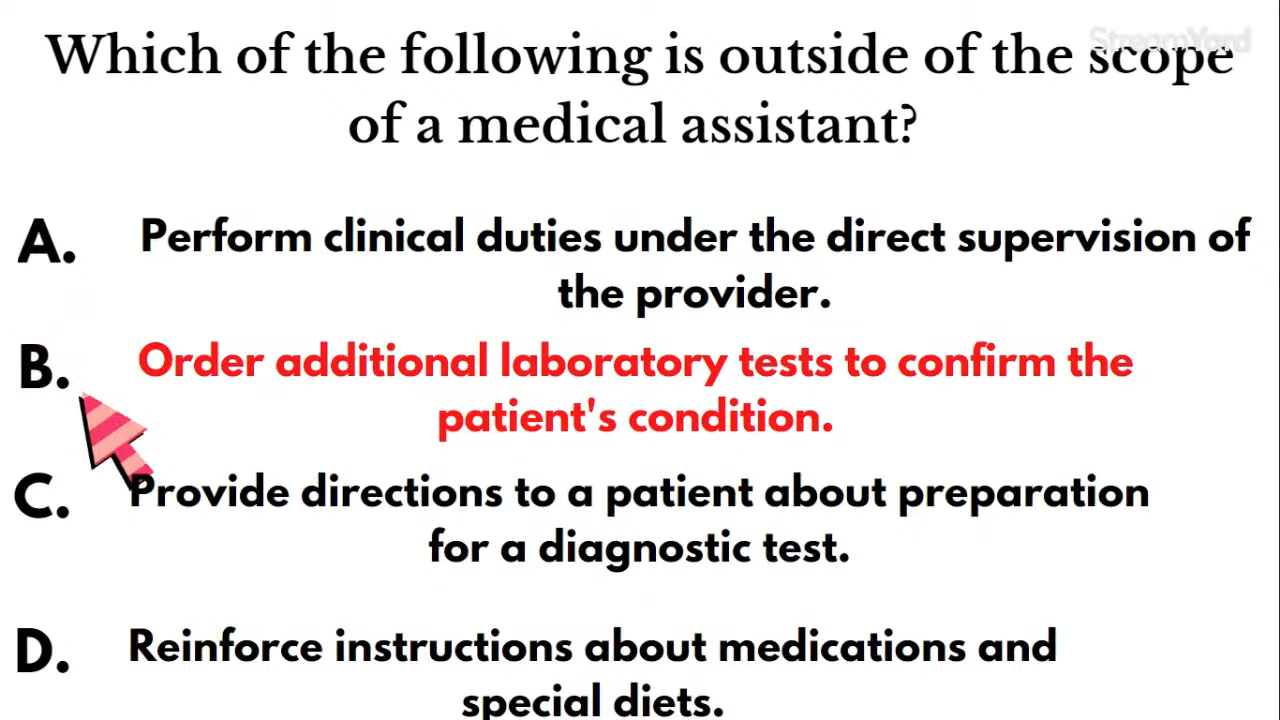 StreamYard
Which of the following is outside of the scope
of a medical assistant?
A. Perform clinical duties under the direct supervision of
the provider.
B. Order additional laboratory tests to confirm the
patient's condition.
C. Provide directions to a patient about preparation
for a diagnostic test.
D. Reinforce instructions about medications and
special diets.